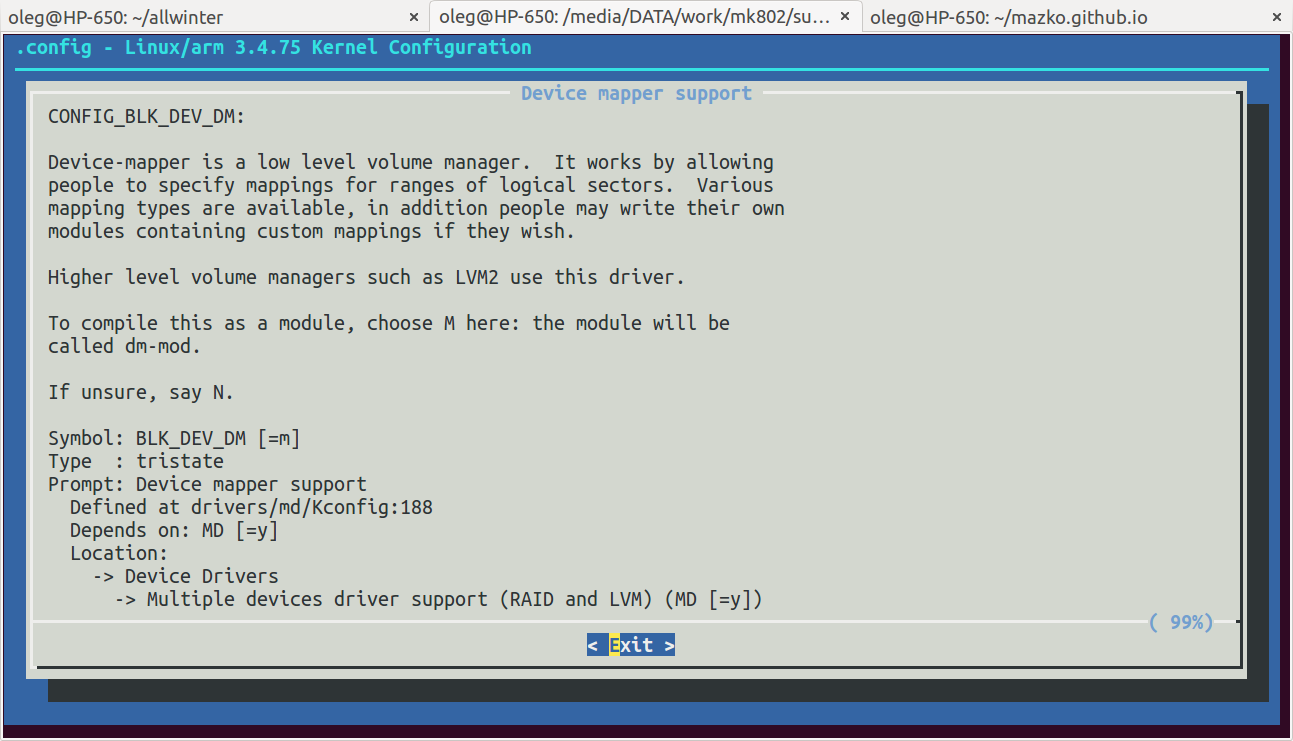 oleg@HP-650: ~/allwinter × oleg@HP-650: /media/DATA/work/mk802/su... × oleg@HP-650: ~/mazko.github.io ×
.config - Linux/arm 3.4.75 Kernel Configuration
Device mapper support
CONFIG_BLK_DEV_DM:
Device-mapper is a low level volume manager.  It works by allowing
people to specify mappings for ranges of logical sectors.  Various
mapping types are available, in addition people may write their own
modules containing custom mappings if they wish.
Higher level volume managers such as LVM2 use this driver.
To compile this as a module, choose M here: the module will be
called dm-mod.
If unsure, say N.
Symbol: BLK_DEV_DM [=m]
Type  : tristate
Prompt: Device mapper support
  Defined at drivers/md/Kconfig:188
  Depends on: MD [=y]
  Location:
    -> Device Drivers
      -> Multiple devices driver support (RAID and LVM) (MD [=y])
( 99%)
< Exit >